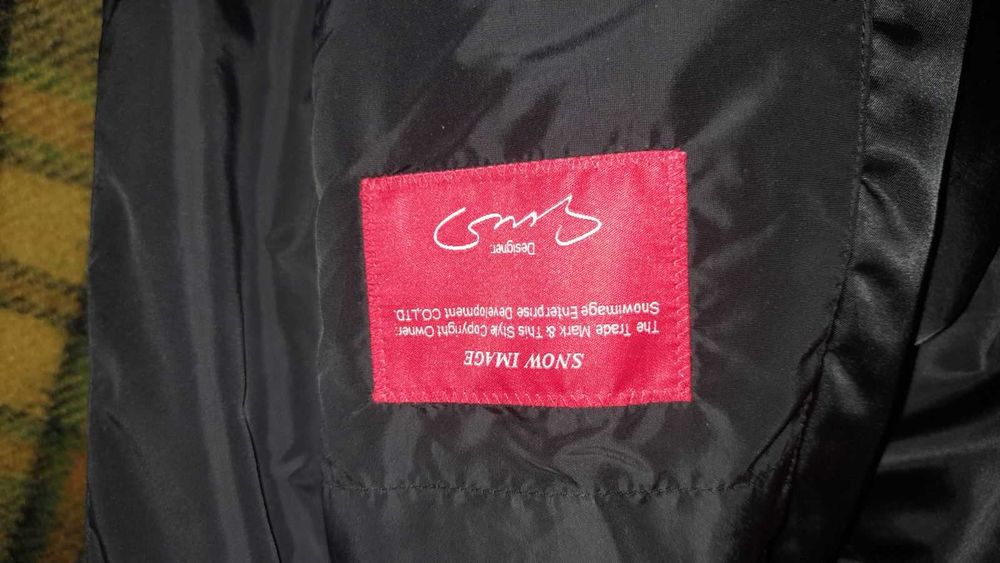 SNOW IMAGE
The Trade Mark & This Style Copyright Owner:
Snowimage Enterprise Development CO.,LTD.
Designer: